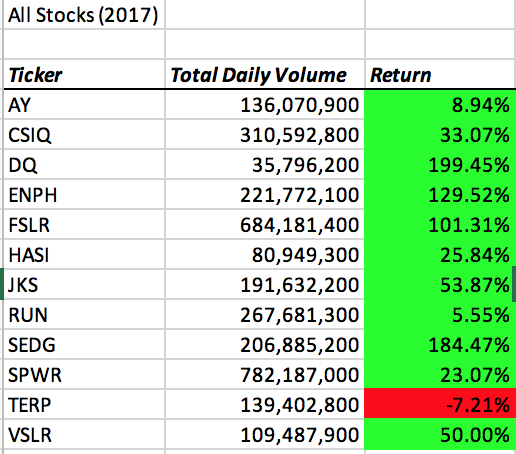 All Stocks (2017)
Ticker Total Daily Volume Return
AY 136,070,900 8.94%
CSIQ 310,592,800 33.07%
DQ 35,796,200 199.45%
ENPH 221,772,100 129.52%
FSLR 684,181,400 101.31%
HASI 80,949,300 25.84%
JKS 191,632,200 53.87%
RUN 267,681,300 5.55%
SEDG 206,885,200 184.47%
SPWR 782,187,000 23.07%
TERP 139,402,800 -7.21%
VSLR 109,487,900 50.00%